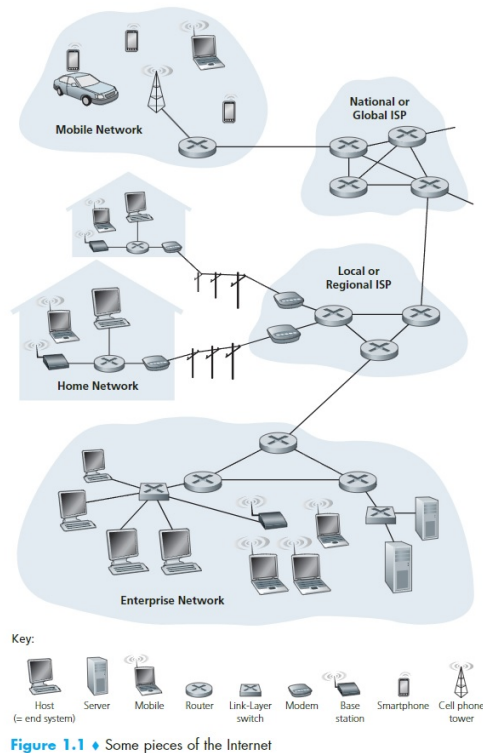 National or
Global ISP
Mobile Network
Local or
Regional ISP
Home Network
Enterprise Network
Key:
Host
(= end system)
Server
Mobile
Router
Link-Layer
switch
Modem
Base
station
Smartphone
Cell phone
tower
Figure 1.1 ♦ Some pieces of the Internet